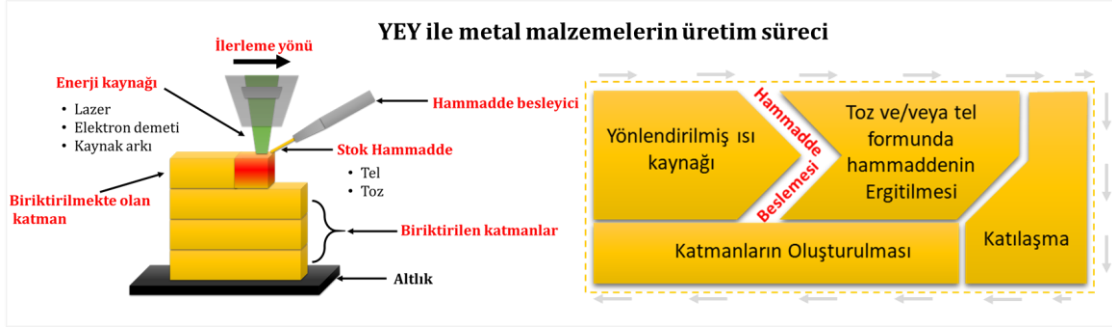 YEY ile metal malzemelerin üretim süreci
İlerleme yönü
Enerji kaynağı
• Lazer
• Elektron demeti
• Kaynak arkı
Hammadde besleyici
Stok Hammadde
• Tel
• Toz
Biriktirilmekte olan
katman
Biriktirilen katmanlar
Altlık
Yönlendirilmiş ısı
kaynağı
Hammadde
Beslemesi
Toz ve/veya tel
formunda
hammaddenin
Ergitilmesi
Katılaşma
Katmanların Oluşturulması